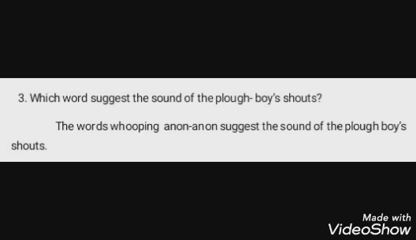 3. Which word suggest the sound of the plough- boy's shouts?
The words whooping anon-anon suggest the sound of the plough boy's
shouts.
Made with
VideoShow